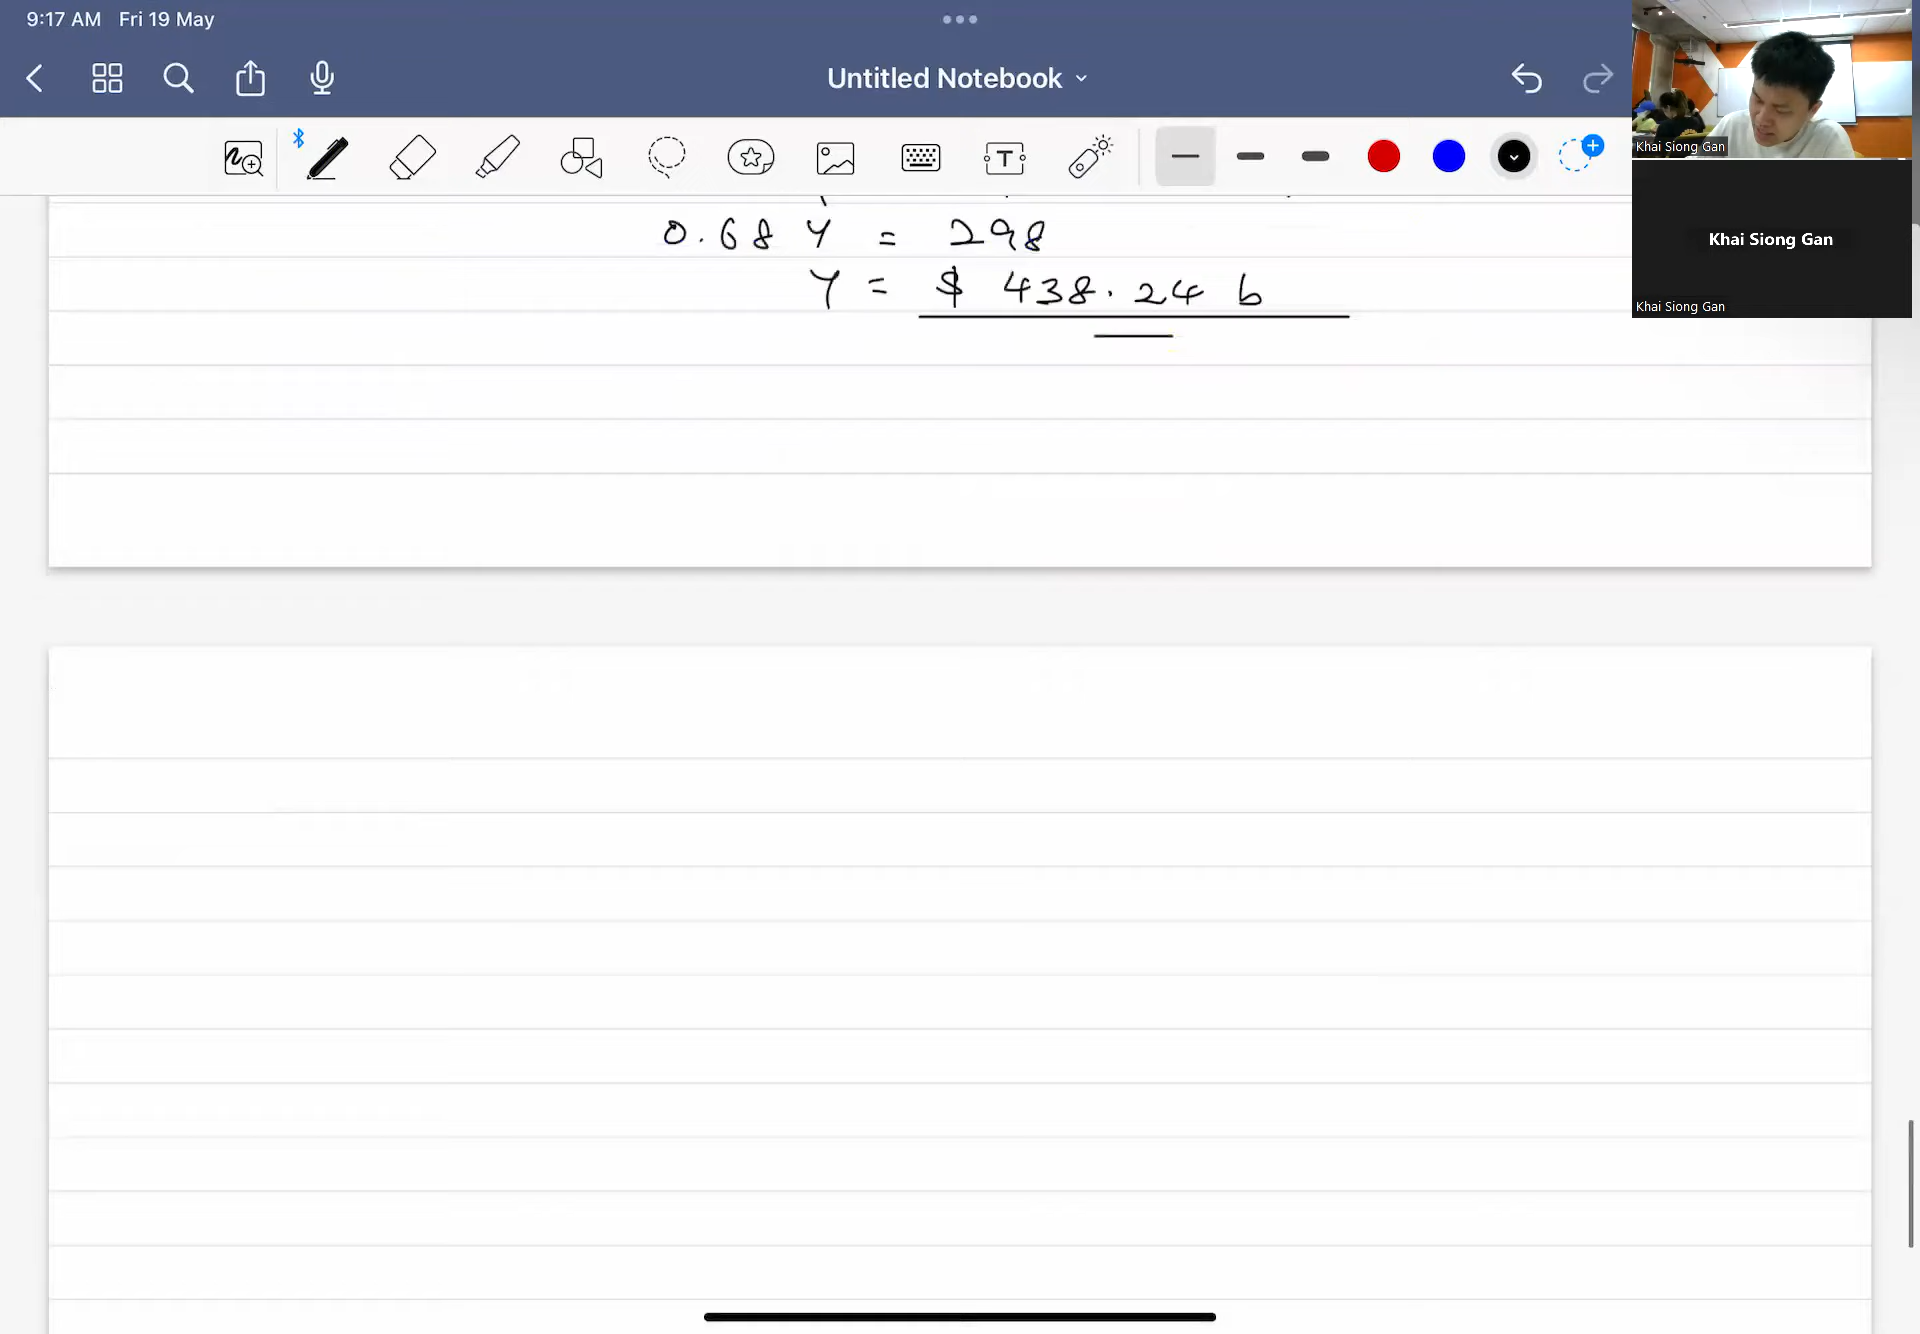 9:17 AM Fri 19 May
Untitled Notebook
T
0.68 Y = 298
Y = $ 438.24 b
Khai Siong Gan
Khai Siong Gan
Khai Siong Gan